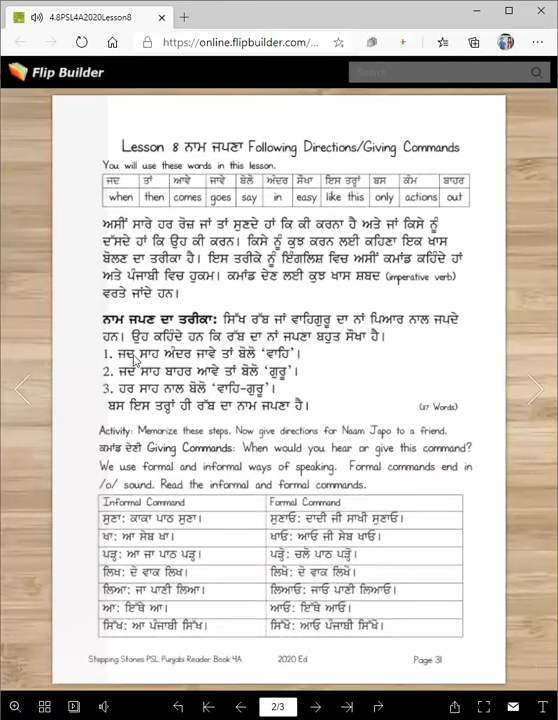 4.8PSL4A2020Lesson8
https://online.flipbuilder.com/...
Flip Builder
Search
Lesson 8 ਨਾਮ ਜਪਣਾ Following Directions/Giving Commands
You will use these words in this lesson.
ਜਦ ਤਾਂ ਆਵੇ ਜਾਵੇ ਬੋਲੋ ਅੰਦਰ ਸੌਖਾ ਇਸ ਤਰ੍ਹਾਂ ਬਸ ਕੰਮ ਬਾਹਰ
when then comes goes say in easy like this only actions out
ਅਸੀਂ ਸਾਰੇ ਹਰ ਰੋਜ਼ ਜਾਂ ਤਾਂ ਸੁਣਦੇ ਹਾਂ ਕਿ ਕੀ ਕਰਨਾ ਹੈ ਅਤੇ ਜਾਂ ਕਿਸੇ ਨੂੰ
ਦੱਸਦੇ ਹਾਂ ਕਿ ਉਹ ਕੀ ਕਰਨ। ਕਿਸੇ ਨੂੰ ਕੁਝ ਕਰਨ ਲਈ ਕਹਿਣਾ ਇਕ ਖਾਸ
ਬੋਲਣ ਦਾ ਤਰੀਕਾ ਹੈ। ਇਸ ਤਰੀਕੇ ਨੂੰ ਇੰਗਲਿਸ਼ ਵਿਚ ਅਸੀਂ ਕਮਾਂਡ ਕਹਿੰਦੇ ਹਾਂ
ਅਤੇ ਪੰਜਾਬੀ ਵਿਚ ਹੁਕਮ। ਕਮਾਂਡ ਦੇਣ ਲਈ ਕੁਝ ਖਾਸ ਸ਼ਬਦ (imperative verb)
ਵਰਤੇ ਜਾਂਦੇ ਹਨ।
ਨਾਮ ਜਪਣ ਦਾ ਤਰੀਕਾ: ਸਿੱਖ ਰੱਬ ਜਾਂ ਵਾਹਿਗੁਰੂ ਦਾ ਨਾਂ ਪਿਆਰ ਨਾਲ ਜਪਦੇ
ਹਨ। ਉਹ ਕਹਿੰਦੇ ਹਨ ਕਿ ਰੱਬ ਦਾ ਨਾਂ ਜਪਣਾ ਬਹੁਤ ਸੌਖਾ ਹੈ।
1. ਜਦ ਸਾਹ ਅੰਦਰ ਜਾਵੇ ਤਾਂ ਬੋਲੋ ‘ਵਾਹਿ’।
2. ਜਦ ਸਾਹ ਬਾਹਰ ਆਵੇ ਤਾਂ ਬੋਲੋ ‘ਗੁਰੂ’।
3. ਹਰ ਸਾਹ ਨਾਲ ਬੋਲੋ ‘ਵਾਹਿ-ਗੁਰੂ’।
ਬਸ ਇਸ ਤਰ੍ਹਾਂ ਹੀ ਰੱਬ ਦਾ ਨਾਮ ਜਪਣਾ ਹੈ। (87 Words)
Activity: Memorize these steps. Now give directions for Naam Japo to a friend.
ਕਮਾਂਡ ਦੇਣੀ Giving Commands: When would you hear or give this command?
We use formal and informal ways of speaking. Formal commands end in
/o/ sound. Read the informal and formal commands.
Informal Command Formal Command
ਸੁਣਾ: ਕਾਕਾ ਪਾਠ ਸੁਣਾ। ਸੁਣਾਓ: ਦਾਦੀ ਜੀ ਸਾਖੀ ਸੁਣਾਓ।
ਖਾ: ਆ ਸੇਬ ਖਾ। ਖਾਓ: ਆਓ ਜੀ ਸੇਬ ਖਾਓ।
ਪੜ੍ਹ: ਆ ਜਾ ਪਾਠ ਪੜ੍ਹ। ਪੜ੍ਹੋ: ਚਲੋ ਪਾਠ ਪੜ੍ਹੋ।
ਲਿਖ: ਦੋ ਵਾਕ ਲਿਖ। ਲਿਖੋ: ਦੋ ਵਾਕ ਲਿਖੋ।
ਲਿਆ: ਜਾ ਪਾਣੀ ਲਿਆ। ਲਿਆਓ: ਜਾਓ ਪਾਣੀ ਲਿਆਓ।
ਆ: ਇੱਥੇ ਆ। ਆਓ: ਇੱਥੇ ਆਓ।
ਸਿੱਖ: ਆ ਪੰਜਾਬੀ ਸਿੱਖ। ਸਿੱਖੋ: ਆਓ ਪੰਜਾਬੀ ਸਿੱਖੋ।
Stepping Stones PSL Punjabi Reader Book 4A 2020 Ed Page 31
2/3